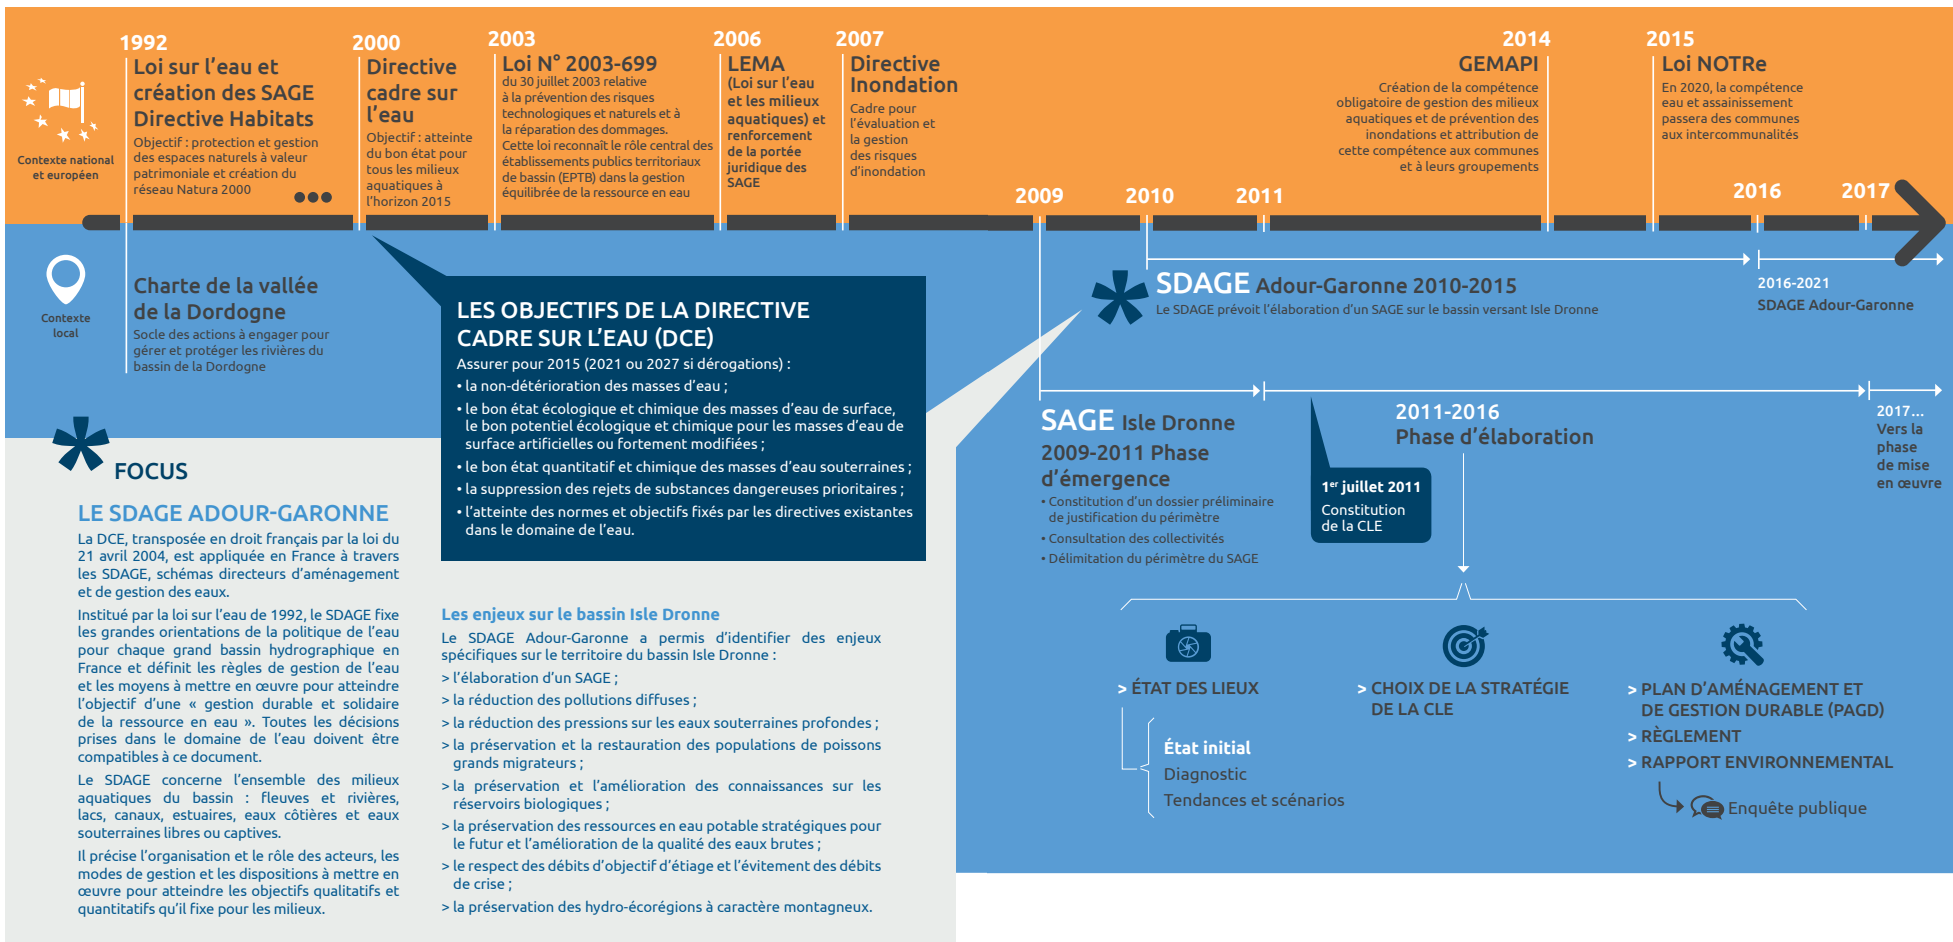 Contexte national
et européen
1992
Loi sur l'eau et
création des SAGE
Directive Habitats
Objectif : protection et gestion
des espaces naturels à valeur
patrimoniale et création du
réseau Natura 2000
2000
Directive
cadre sur
l'eau
Objectif : atteinte
du bon état pour
tous les milieux
aquatiques à
l'horizon 2015
2003
Loi N° 2003-699
du 30 juillet 2003 relative
à la prévention des risques
technologiques et naturels et à
la réparation des dommages.
Cette loi reconnaît le rôle central des
établissements publics territoriaux
de bassin (EPTB) dans la gestion
équilibrée de la ressource en eau
2006
LEMA
(Loi sur l'eau
et les milieux
aquatiques) et
renforcement
de la portée
juridique des
SAGE
2007
Directive
Inondation
Cadre pour
l'évaluation et
la gestion
des risques
d'inondation
2009
2010
2011
2014
GEMAPI
Création de la compétence
obligatoire de gestion des milieux
aquatiques et de prévention des
inondations et attribution de
cette compétence aux communes
et à leurs groupements
2015
Loi NOTRe
En 2020, la compétence
eau et assainissement
passera des communes
aux intercommunalités
2016
2017
Contexte
local
Charte de la vallée
de la Dordogne
Socle des actions à engager pour
gérer et protéger les rivières du
bassin de la Dordogne
LES OBJECTIFS DE LA DIRECTIVE
CADRE SUR L'EAU (DCE)
Assurer pour 2015 (2021 ou 2027 si dérogations) :
• la non-détérioration des masses d'eau ;
• le bon état écologique et chimique des masses d'eau de surface,
le bon potentiel écologique et chimique pour les masses d'eau de
surface artificielles ou fortement modifiées ;
• le bon état quantitatif et chimique des masses d'eau souterraines ;
• la suppression des rejets de substances dangereuses prioritaires ;
• l'atteinte des normes et objectifs fixés par les directives existantes
dans le domaine de l'eau.
SDAGE Adour-Garonne 2010-2015
Le SDAGE prévoit l'élaboration d'un SAGE sur le bassin versant Isle Dronne
2016-2021
SDAGE Adour-Garonne
SAGE Isle Dronne
2009-2011 Phase
d'émergence
• Constitution d'un dossier préliminaire
de justification du périmètre
• Consultation des collectivités
• Délimitation du périmètre du SAGE
1er juillet 2011
Constitution
de la CLE
2011-2016
Phase d'élaboration
2017...
Vers la
phase
de mise
en œuvre
> ÉTAT DES LIEUX
État initial
Diagnostic
Tendances et scénarios
> CHOIX DE LA STRATÉGIE
DE LA CLE
> PLAN D'AMÉNAGEMENT ET
DE GESTION DURABLE (PAGD)
> RÈGLEMENT
> RAPPORT ENVIRONNEMENTAL
Enquête publique
FOCUS
LE SDAGE ADOUR-GARONNE
La DCE, transposée en droit français par la loi du
21 avril 2004, est appliquée en France à travers
les SDAGE, schémas directeurs d'aménagement
et de gestion des eaux.
Institué par la loi sur l'eau de 1992, le SDAGE fixe
les grandes orientations de la politique de l'eau
pour chaque grand bassin hydrographique en
France et définit les règles de gestion de l'eau
et les moyens à mettre en œuvre pour atteindre
l'objectif d'une « gestion durable et solidaire
de la ressource en eau ». Toutes les décisions
prises dans le domaine de l'eau doivent être
compatibles à ce document.
Le SDAGE concerne l'ensemble des milieux
aquatiques du bassin : fleuves et rivières,
lacs, canaux, estuaires, eaux côtières et eaux
souterraines libres ou captives.
Il précise l'organisation et le rôle des acteurs, les
modes de gestion et les dispositions à mettre en
œuvre pour atteindre les objectifs qualitatifs et
quantitatifs qu'il fixe pour les milieux.
Les enjeux sur le bassin Isle Dronne
Le SDAGE Adour-Garonne a permis d'identifier des enjeux
spécifiques sur le territoire du bassin Isle Dronne :
> l'élaboration d'un SAGE ;
> la réduction des pollutions diffuses ;
> la réduction des pressions sur les eaux souterraines profondes ;
> la préservation et la restauration des populations de poissons
grands migrateurs ;
> la préservation et l'amélioration des connaissances sur les
réservoirs biologiques ;
> la préservation des ressources en eau potable stratégiques pour
le futur et l'amélioration de la qualité des eaux brutes ;
> le respect des débits d'objectif d'étiage et l'évitement des débits
de crise ;
> la préservation des hydro-écorégions à caractère montagneux.